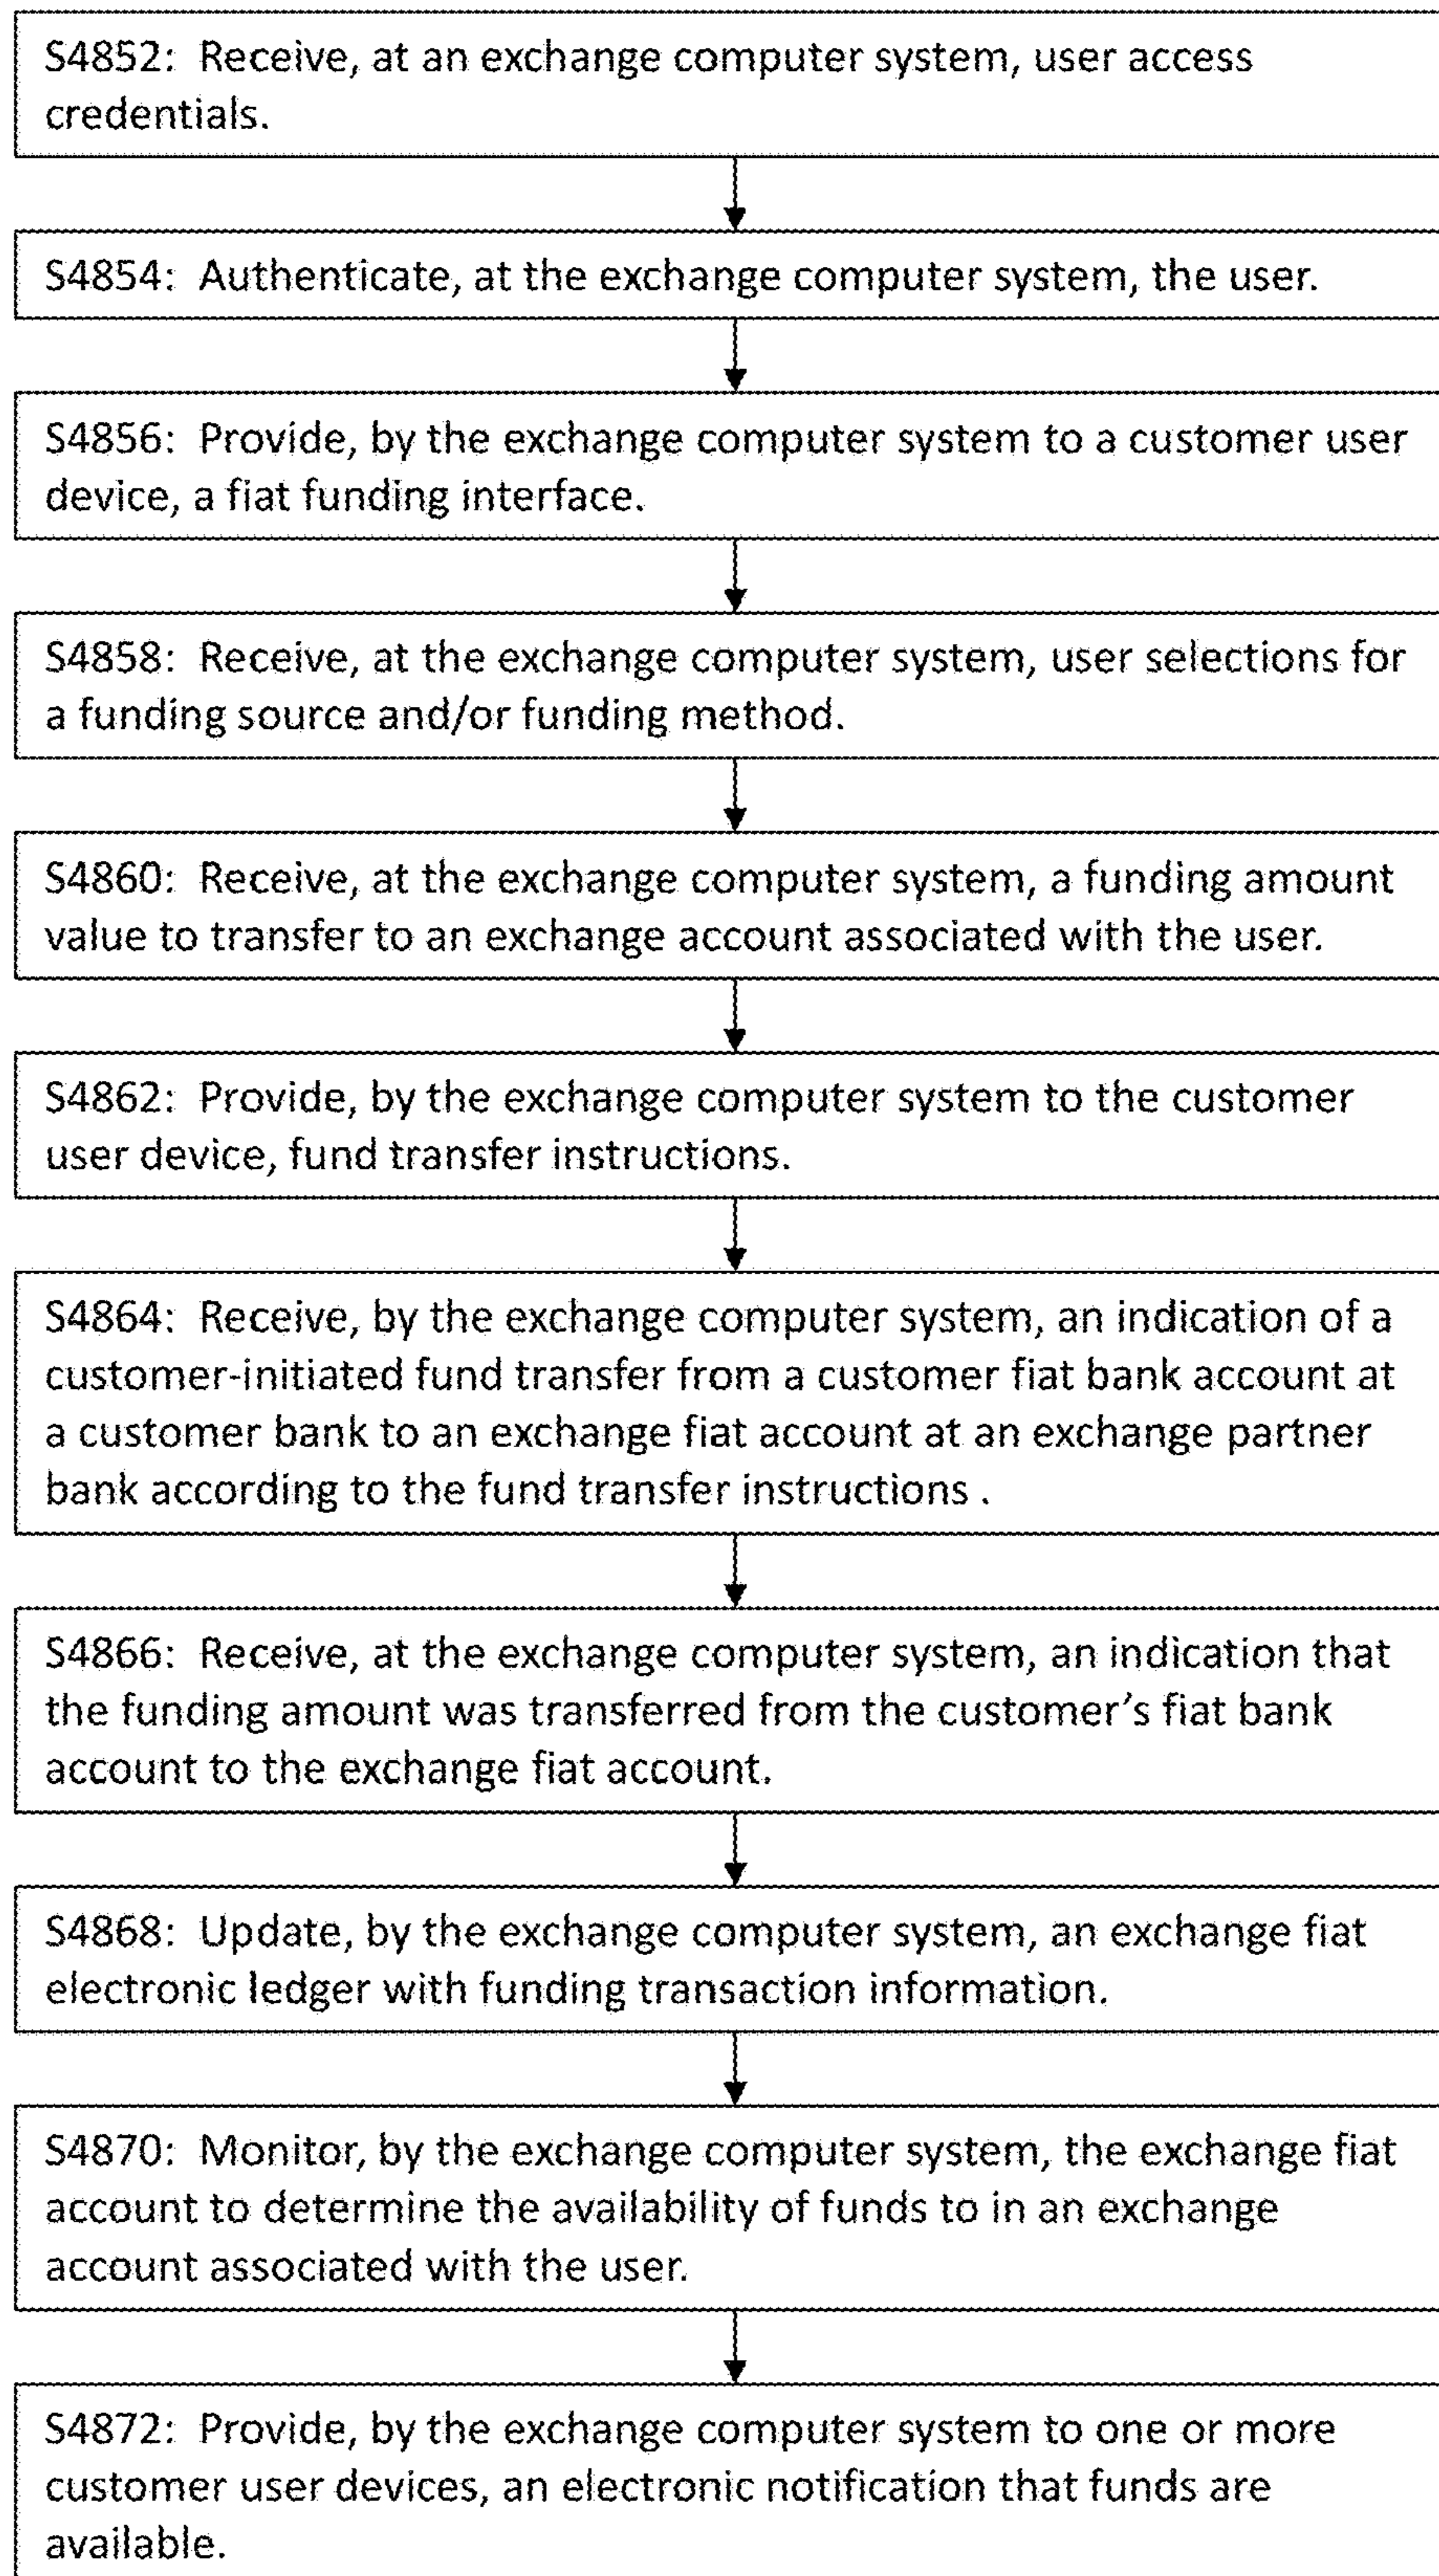 S4852: Receive, at an exchange computer system, user access
credentials.
S4854: Authenticate, at the exchange computer system, the user.
S4856: Provide, by the exchange computer system to a customer user
device, a fiat funding interface.
S4858: Receive, at the exchange computer system, user selections for
a funding source and/or funding method.
S4860: Receive, at the exchange computer system, a funding amount
value to transfer to an exchange account associated with the user.
S4862: Provide, by the exchange computer system to the customer
user device, fund transfer instructions.
S4864: Receive, by the exchange computer system, an indication of a
customer-initiated fund transfer from a customer fiat bank account at
a customer bank to an exchange fiat account at an exchange partner
bank according to the fund transfer instructions .
S4866: Receive, at the exchange computer system, an indication that
the funding amount was transferred from the customer’s fiat bank
account to the exchange fiat account.
S4868: Update, by the exchange computer system, an exchange fiat
electronic ledger with funding transaction information.
S4870: Monitor, by the exchange computer system, the exchange fiat
account to determine the availability of funds to in an exchange
account associated with the user.
S4872: Provide, by the exchange computer system to one or more
customer user devices, an electronic notification that funds are
available.